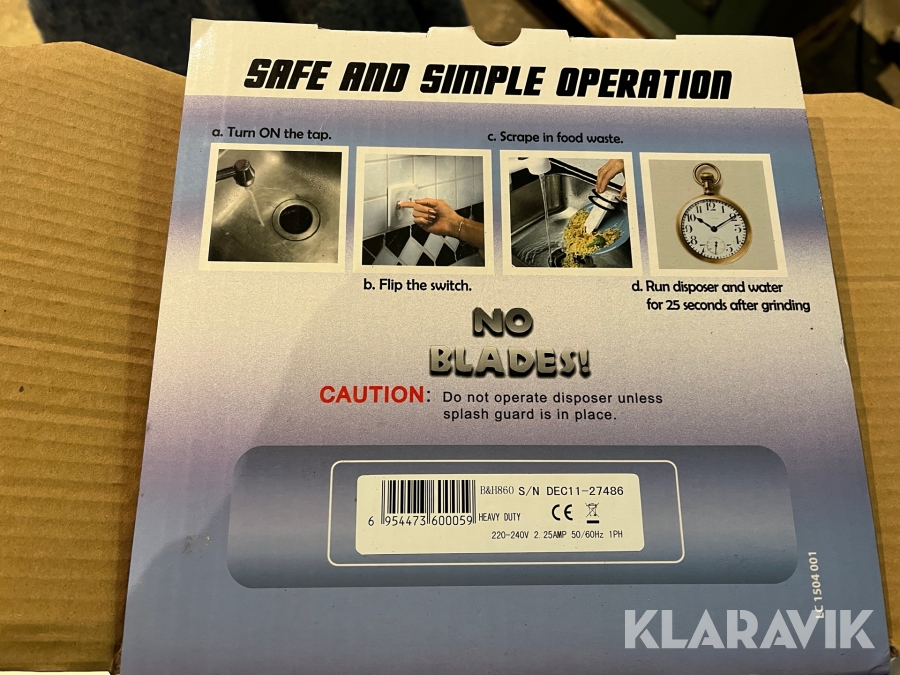 SAFE AND SIMPLE OPERATION
a. Turn ON the tap.
c. Scrape in food waste.
b. Flip the switch.
d. Run disposer and water
for 25 seconds after grinding
NO
BLADES!
CAUTION: Do not operate disposer unless
splash guard is in place.
B&H860 S/N DEC11-27486
6 954473 600059
HEAVY DUTY
CE
220-240V 2.25AMP 50/60Hz 1PH
LC 1504 001
KLARAVIK